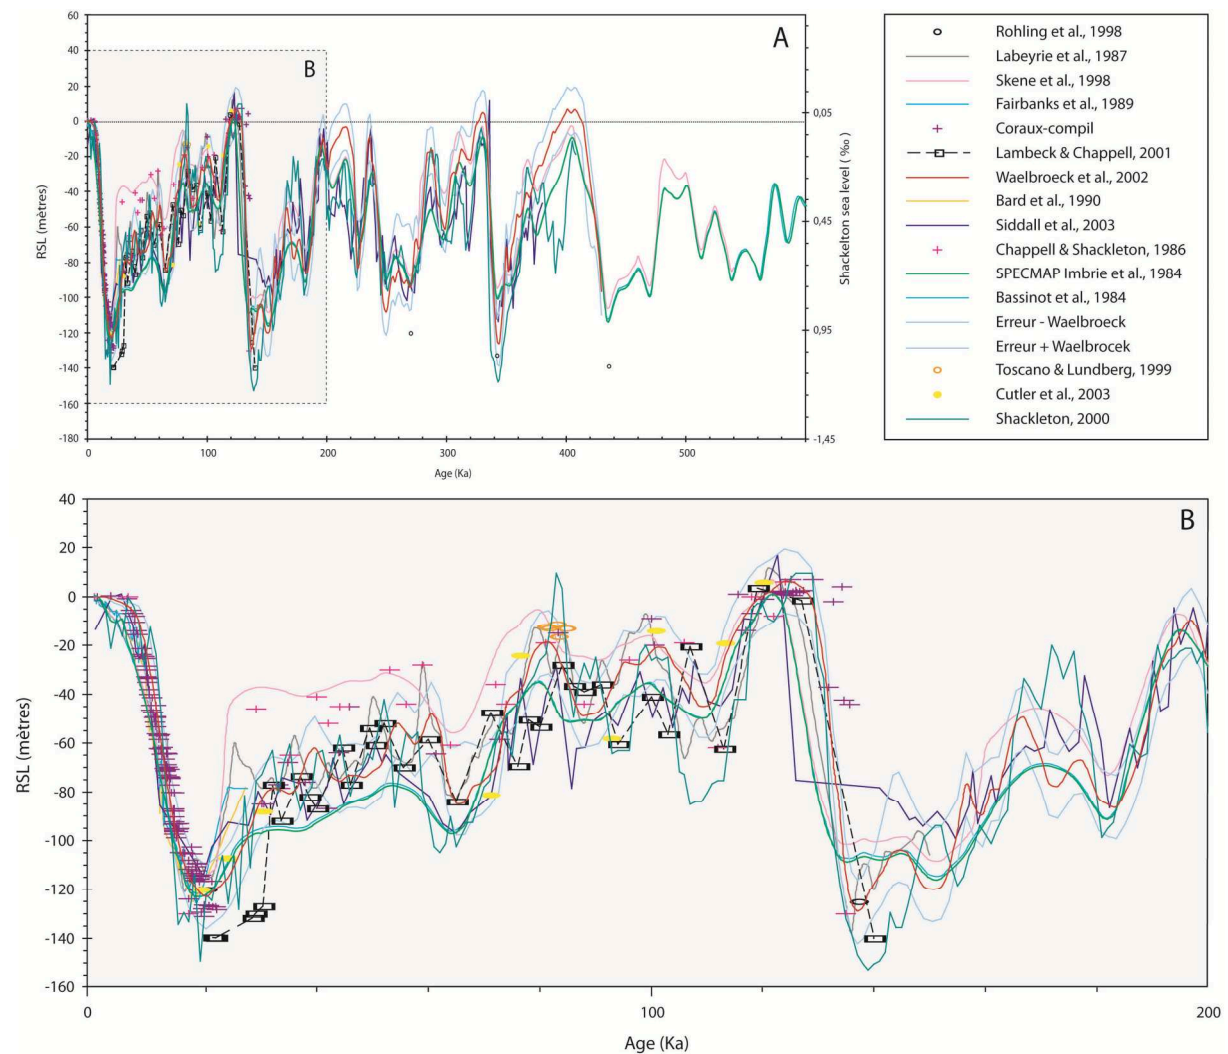 A
B
60
40
20
0
-20
-40
-60
-80
-100
-120
-140
-160
-180
RSL (mètres)
0
100
200
300
400
500
Age (Ka)
0,05
0,45
0,95
-1,45
Shackelton sea level ( ‰ )
Rohling et al., 1998
Labeyrie et al., 1987
Skene et al., 1998
Fairbanks et al., 1989
Coraux-compil
Lambeck & Chappell, 2001
Waelbroeck et al., 2002
Bard et al., 1990
Siddall et al., 2003
Chappell & Shackleton, 1986
SPECMAP Imbrie et al., 1984
Bassinot et al., 1984
Erreur - Waelbroeck
Erreur + Waelbrocek
Toscano & Lundberg, 1999
Cutler et al., 2003
Shackleton, 2000
B
40
20
0
-20
-40
-60
-80
-100
-120
-140
-160
RSL (mètres)
0
100
200
Age (Ka)